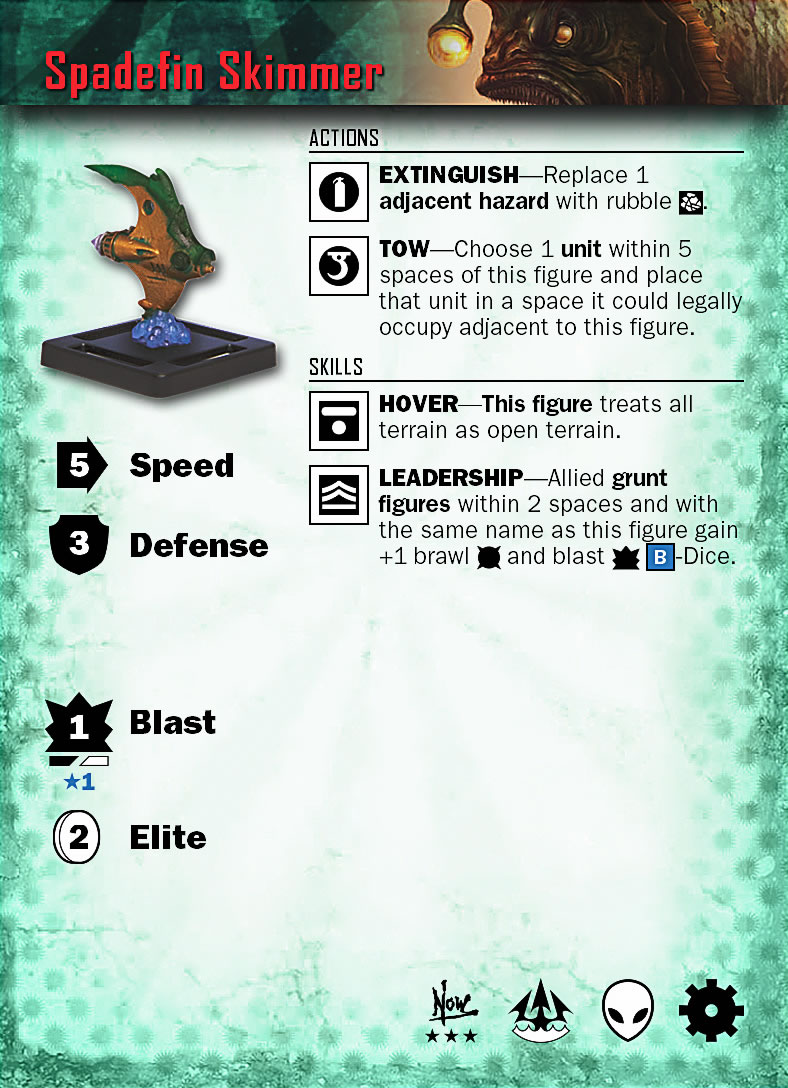 Spadefin Skimmer
ACTIONS
EXTINGUISH—Replace 1
adjacent hazard with rubble .
TOW—Choose 1 unit within 5
spaces of this figure and place
that unit in a space it could legally
occupy adjacent to this figure.
SKILLS
HOVER—This figure treats all
terrain as open terrain.
LEADERSHIP—Allied grunt
figures within 2 spaces and with
the same name as this figure gain
+1 brawl and blast B-Dice.
5 Speed
3 Defense
1 Blast
★1
2 Elite
Now
★★★